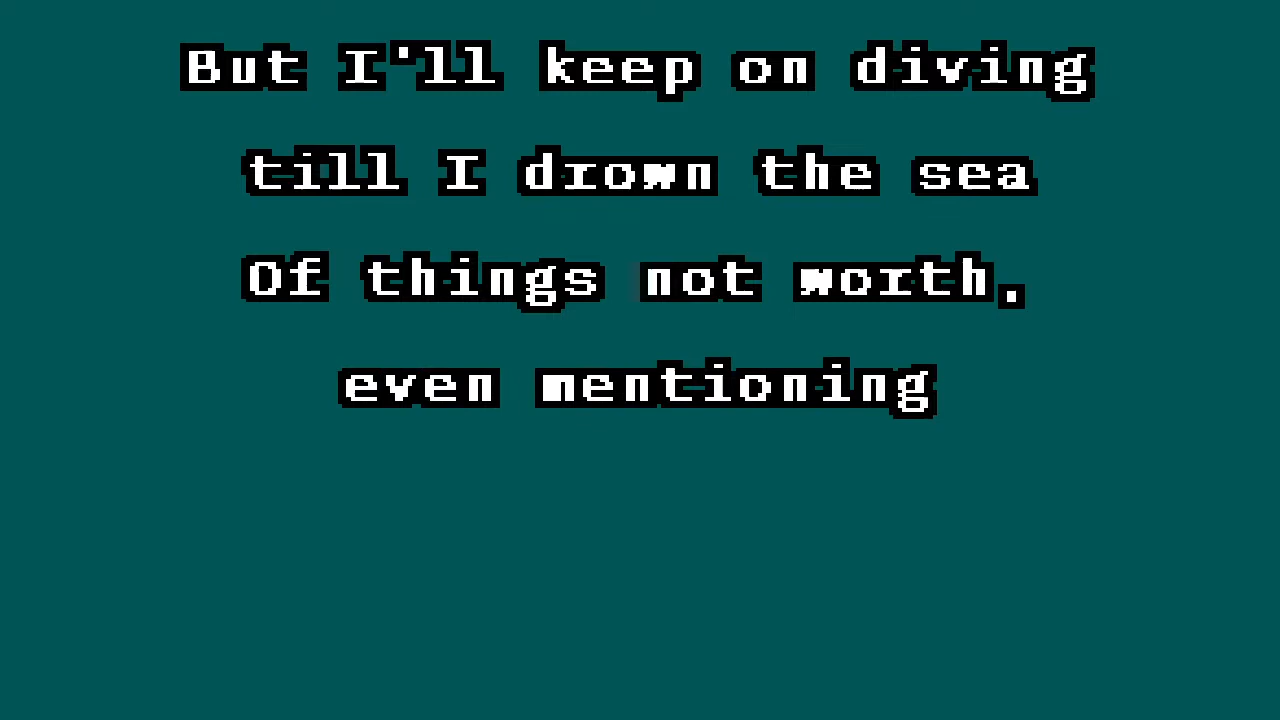 But I'll keep on diving
till I drown the sea
Of things not worth.
even mentioning